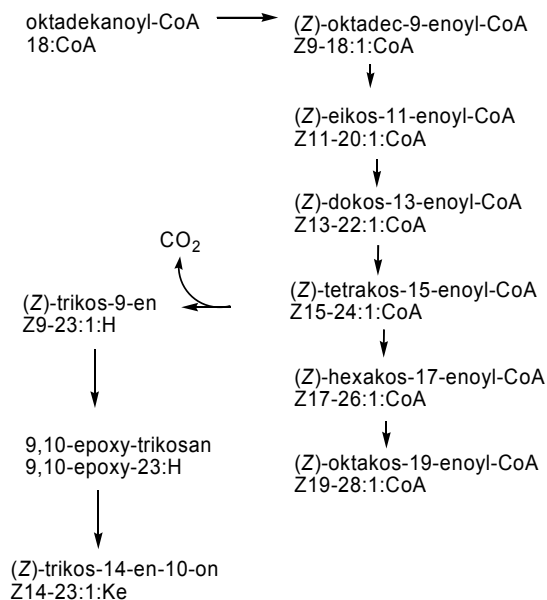 oktadekanoyl-CoA
18:CoA
(Z)-oktadec-9-enoyl-CoA
Z9-18:1:CoA
(Z)-eikos-11-enoyl-CoA
Z11-20:1:CoA
(Z)-dokos-13-enoyl-CoA
Z13-22:1:CoA
CO2
(Z)-tetrakos-15-enoyl-CoA
Z15-24:1:CoA
(Z)-trikos-9-en
Z9-23:1:H
(Z)-hexakos-17-enoyl-CoA
Z17-26:1:CoA
9,10-epoxy-trikosan
9,10-epoxy-23:H
(Z)-oktakos-19-enoyl-CoA
Z19-28:1:CoA
(Z)-trikos-14-en-10-on
Z14-23:1:Ke